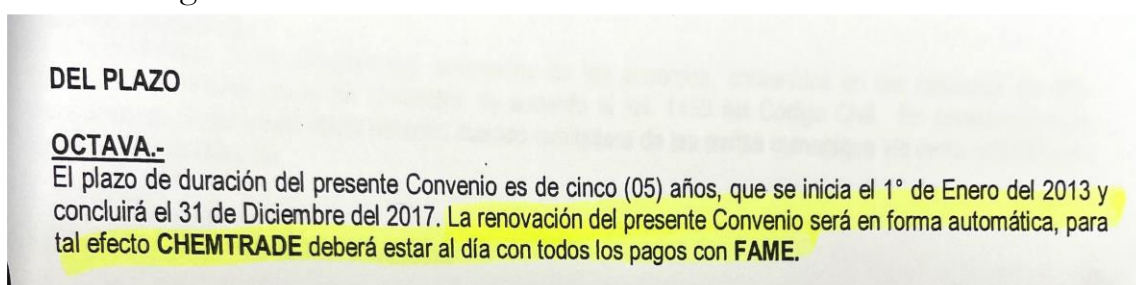 DEL PLAZO
OCTAVA.-
El plazo de duración del presente Convenio es de cinco (05) años, que se inicia el 1° de Enero del 2013 y
concluirá el 31 de Diciembre del 2017. La renovación del presente Convenio será en forma automática, para
tal efecto CHEMTRADE deberá estar al día con todos los pagos con FAME.